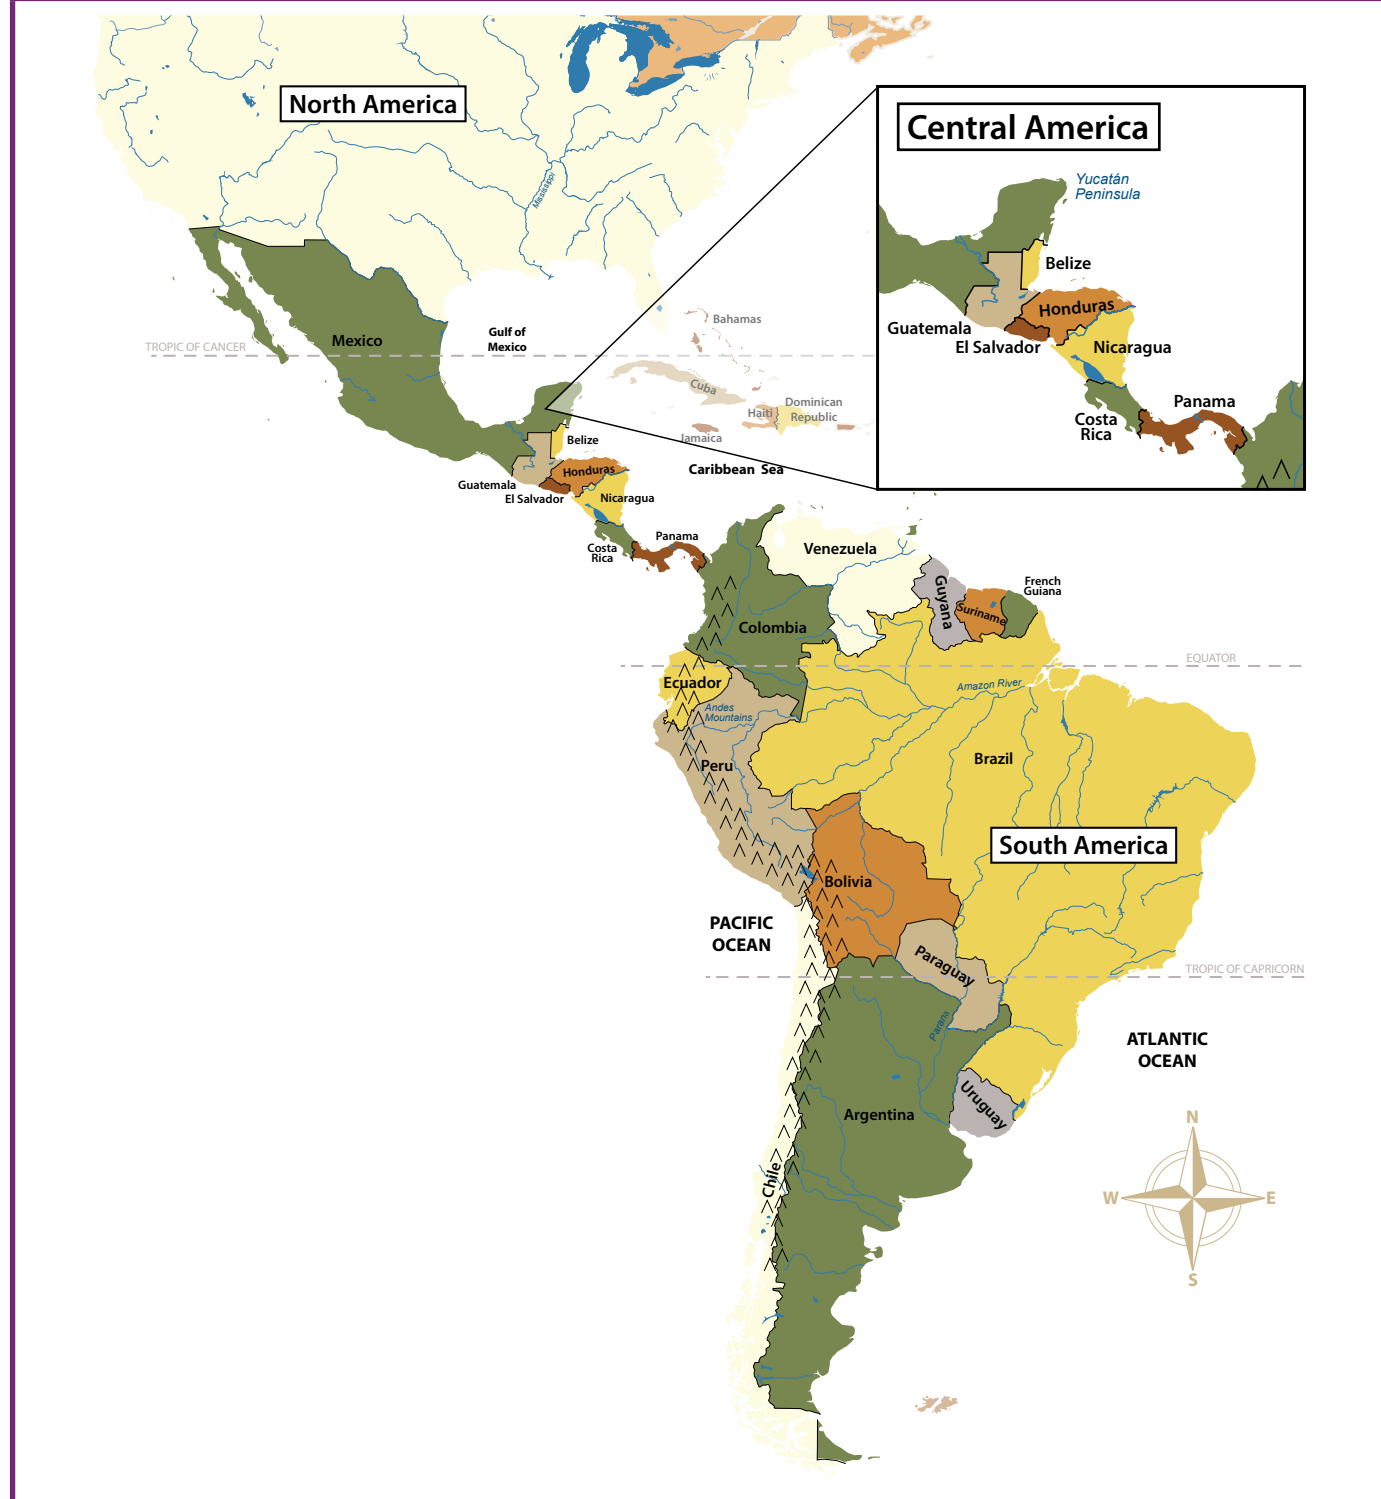 North America
Central America
Yucatán
Peninsula
Belize
Honduras
Guatemala
El Salvador
Nicaragua
Costa
Rica
Panama
Mississippi
Mexico
TROPIC OF CANCER
Gulf of
Mexico
Bahamas
Cuba
Haiti
Dominican
Republic
Jamaica
Caribbean Sea
Belize
Honduras
Guatemala
El Salvador
Nicaragua
Costa
Rica
Panama
Venezuela
Guyana
Suriname
French
Guiana
Colombia
EQUATOR
Ecuador
Amazon River
Andes
Mountains
Peru
Brazil
South America
Bolivia
PACIFIC
OCEAN
Paraguay
TROPIC OF CAPRICORN
Parana
ATLANTIC
OCEAN
Uruguay
Argentina
Chile
N
W
E
S